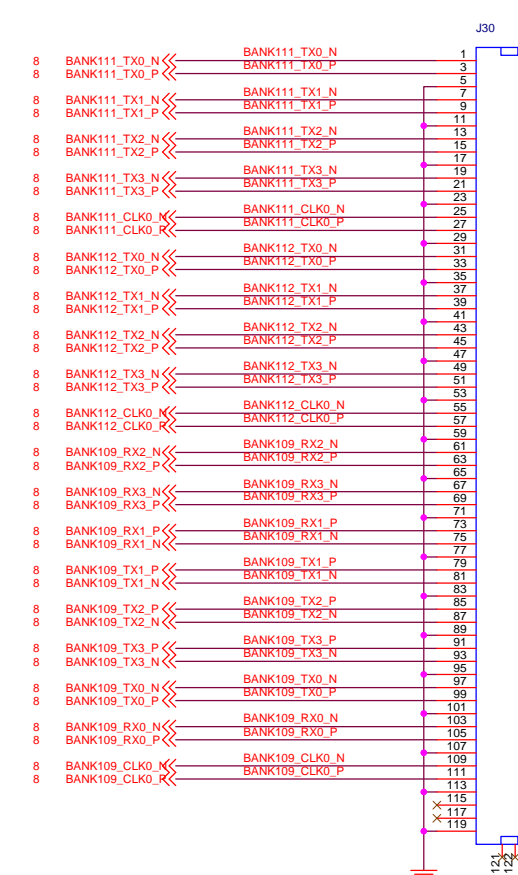 J30
8 BANK111_TX0_N BANK111_TX0_N 1
8 BANK111_TX0_P BANK111_TX0_P 3
5
8 BANK111_TX1_N BANK111_TX1_N 7
8 BANK111_TX1_P BANK111_TX1_P 9
11
8 BANK111_TX2_N BANK111_TX2_N 13
8 BANK111_TX2_P BANK111_TX2_P 15
17
8 BANK111_TX3_N BANK111_TX3_N 19
8 BANK111_TX3_P BANK111_TX3_P 21
23
8 BANK111_CLK0_N BANK111_CLK0_N 25
8 BANK111_CLK0_P BANK111_CLK0_P 27
29
8 BANK112_TX0_N BANK112_TX0_N 31
8 BANK112_TX0_P BANK112_TX0_P 33
35
8 BANK112_TX1_N BANK112_TX1_N 37
8 BANK112_TX1_P BANK112_TX1_P 39
41
8 BANK112_TX2_N BANK112_TX2_N 43
8 BANK112_TX2_P BANK112_TX2_P 45
47
8 BANK112_TX3_N BANK112_TX3_N 49
8 BANK112_TX3_P BANK112_TX3_P 51
53
8 BANK112_CLK0_N BANK112_CLK0_N 55
8 BANK112_CLK0_P BANK112_CLK0_P 57
59
8 BANK109_RX2_N BANK109_RX2_N 61
8 BANK109_RX2_P BANK109_RX2_P 63
65
8 BANK109_RX3_N BANK109_RX3_N 67
8 BANK109_RX3_P BANK109_RX3_P 69
71
8 BANK109_RX1_P BANK109_RX1_P 73
8 BANK109_RX1_N BANK109_RX1_N 75
77
8 BANK109_TX1_P BANK109_TX1_P 79
8 BANK109_TX1_N BANK109_TX1_N 81
83
8 BANK109_TX2_P BANK109_TX2_P 85
8 BANK109_TX2_N BANK109_TX2_N 87
89
8 BANK109_TX3_P BANK109_TX3_P 91
8 BANK109_TX3_N BANK109_TX3_N 93
95
8 BANK109_TX0_N BANK109_TX0_N 97
8 BANK109_TX0_P BANK109_TX0_P 99
101
8 BANK109_RX0_N BANK109_RX0_N 103
8 BANK109_RX0_P BANK109_RX0_P 105
107
8 BANK109_CLK0_N BANK109_CLK0_N 109
8 BANK109_CLK0_P BANK109_CLK0_P 111
113
115
117
119
121
122